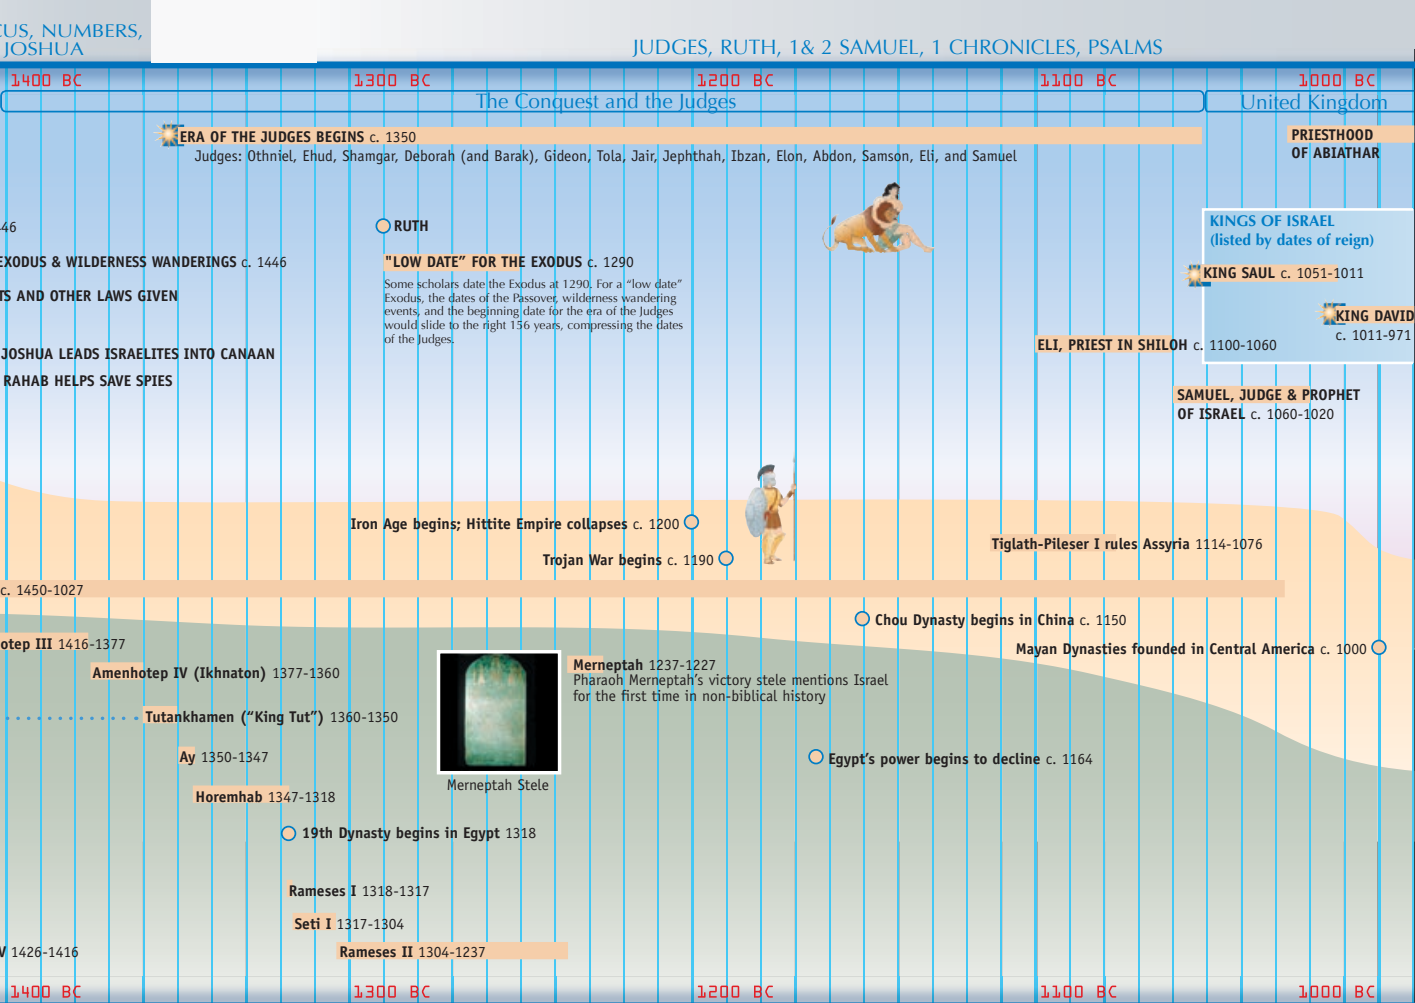 CUS, NUMBERS,
JOSHUA
JUDGES, RUTH, 1& 2 SAMUEL, 1 CHRONICLES, PSALMS
1400 BC
1300 BC
1200 BC
1100 BC
1000 BC
The Conquest and the Judges
United Kingdom
ERA OF THE JUDGES BEGINS c. 1350
Judges: Othniel, Ehud, Shamgar, Deborah (and Barak), Gideon, Tola, Jair, Jephthah, Ibzan, Elon, Abdon, Samson, Eli, and Samuel
PRIESTHOOD
OF ABIATHAR
46
RUTH
KINGS OF ISRAEL
(listed by dates of reign)
EXODUS & WILDERNESS WANDERINGS c. 1446
"LOW DATE” FOR THE EXODUS c. 1290
Some scholars date the Exodus at 1290. For a “low date”
Exodus, the dates of the Passover, wilderness wandering
events, and the beginning date for the era of the Judges
would slide to the right 156 years, compressing the dates
of the Judges.
KING SAUL c. 1051-1011
TS AND OTHER LAWS GIVEN
KING DAVID
c. 1011-971
JOSHUA LEADS ISRAELITES INTO CANAAN
ELI, PRIEST IN SHILOH c. 1100-1060
RAHAB HELPS SAVE SPIES
SAMUEL, JUDGE & PROPHET
OF ISRAEL c. 1060-1020
Iron Age begins; Hittite Empire collapses c. 1200
Trojan War begins c. 1190
Tiglath-Pileser I rules Assyria 1114-1076
c. 1450-1027
Chou Dynasty begins in China c. 1150
otep III 1416-1377
Mayan Dynasties founded in Central America c. 1000
Amenhotep IV (Ikhnaton) 1377-1360
Merneptah 1237-1227
Pharaoh Merneptah’s victory stele mentions Israel
for the first time in non-biblical history
Tutankhamen (“King Tut”) 1360-1350
Ay 1350-1347
Egypt’s power begins to decline c. 1164
Merneptah Stele
Horemhab 1347-1318
19th Dynasty begins in Egypt 1318
Rameses I 1318-1317
Seti I 1317-1304
V 1426-1416
Rameses II 1304-1237
1400 BC
1300 BC
1200 BC
1100 BC
1000 BC